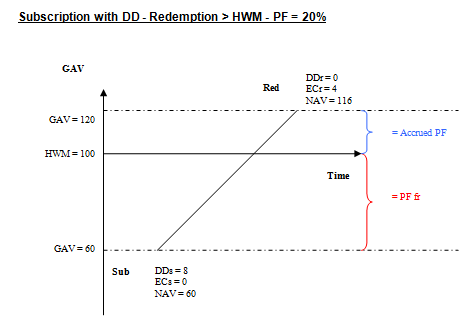 Subscription with DD - Redemption > HWM - PF = 20%
GAV
Red
DDr = 0
ECr = 4
NAV = 116
GAV = 120
= Accrued PF
HWM = 100
Time
= PF fr
GAV = 60
Sub
DDs = 8
ECs = 0
NAV = 60